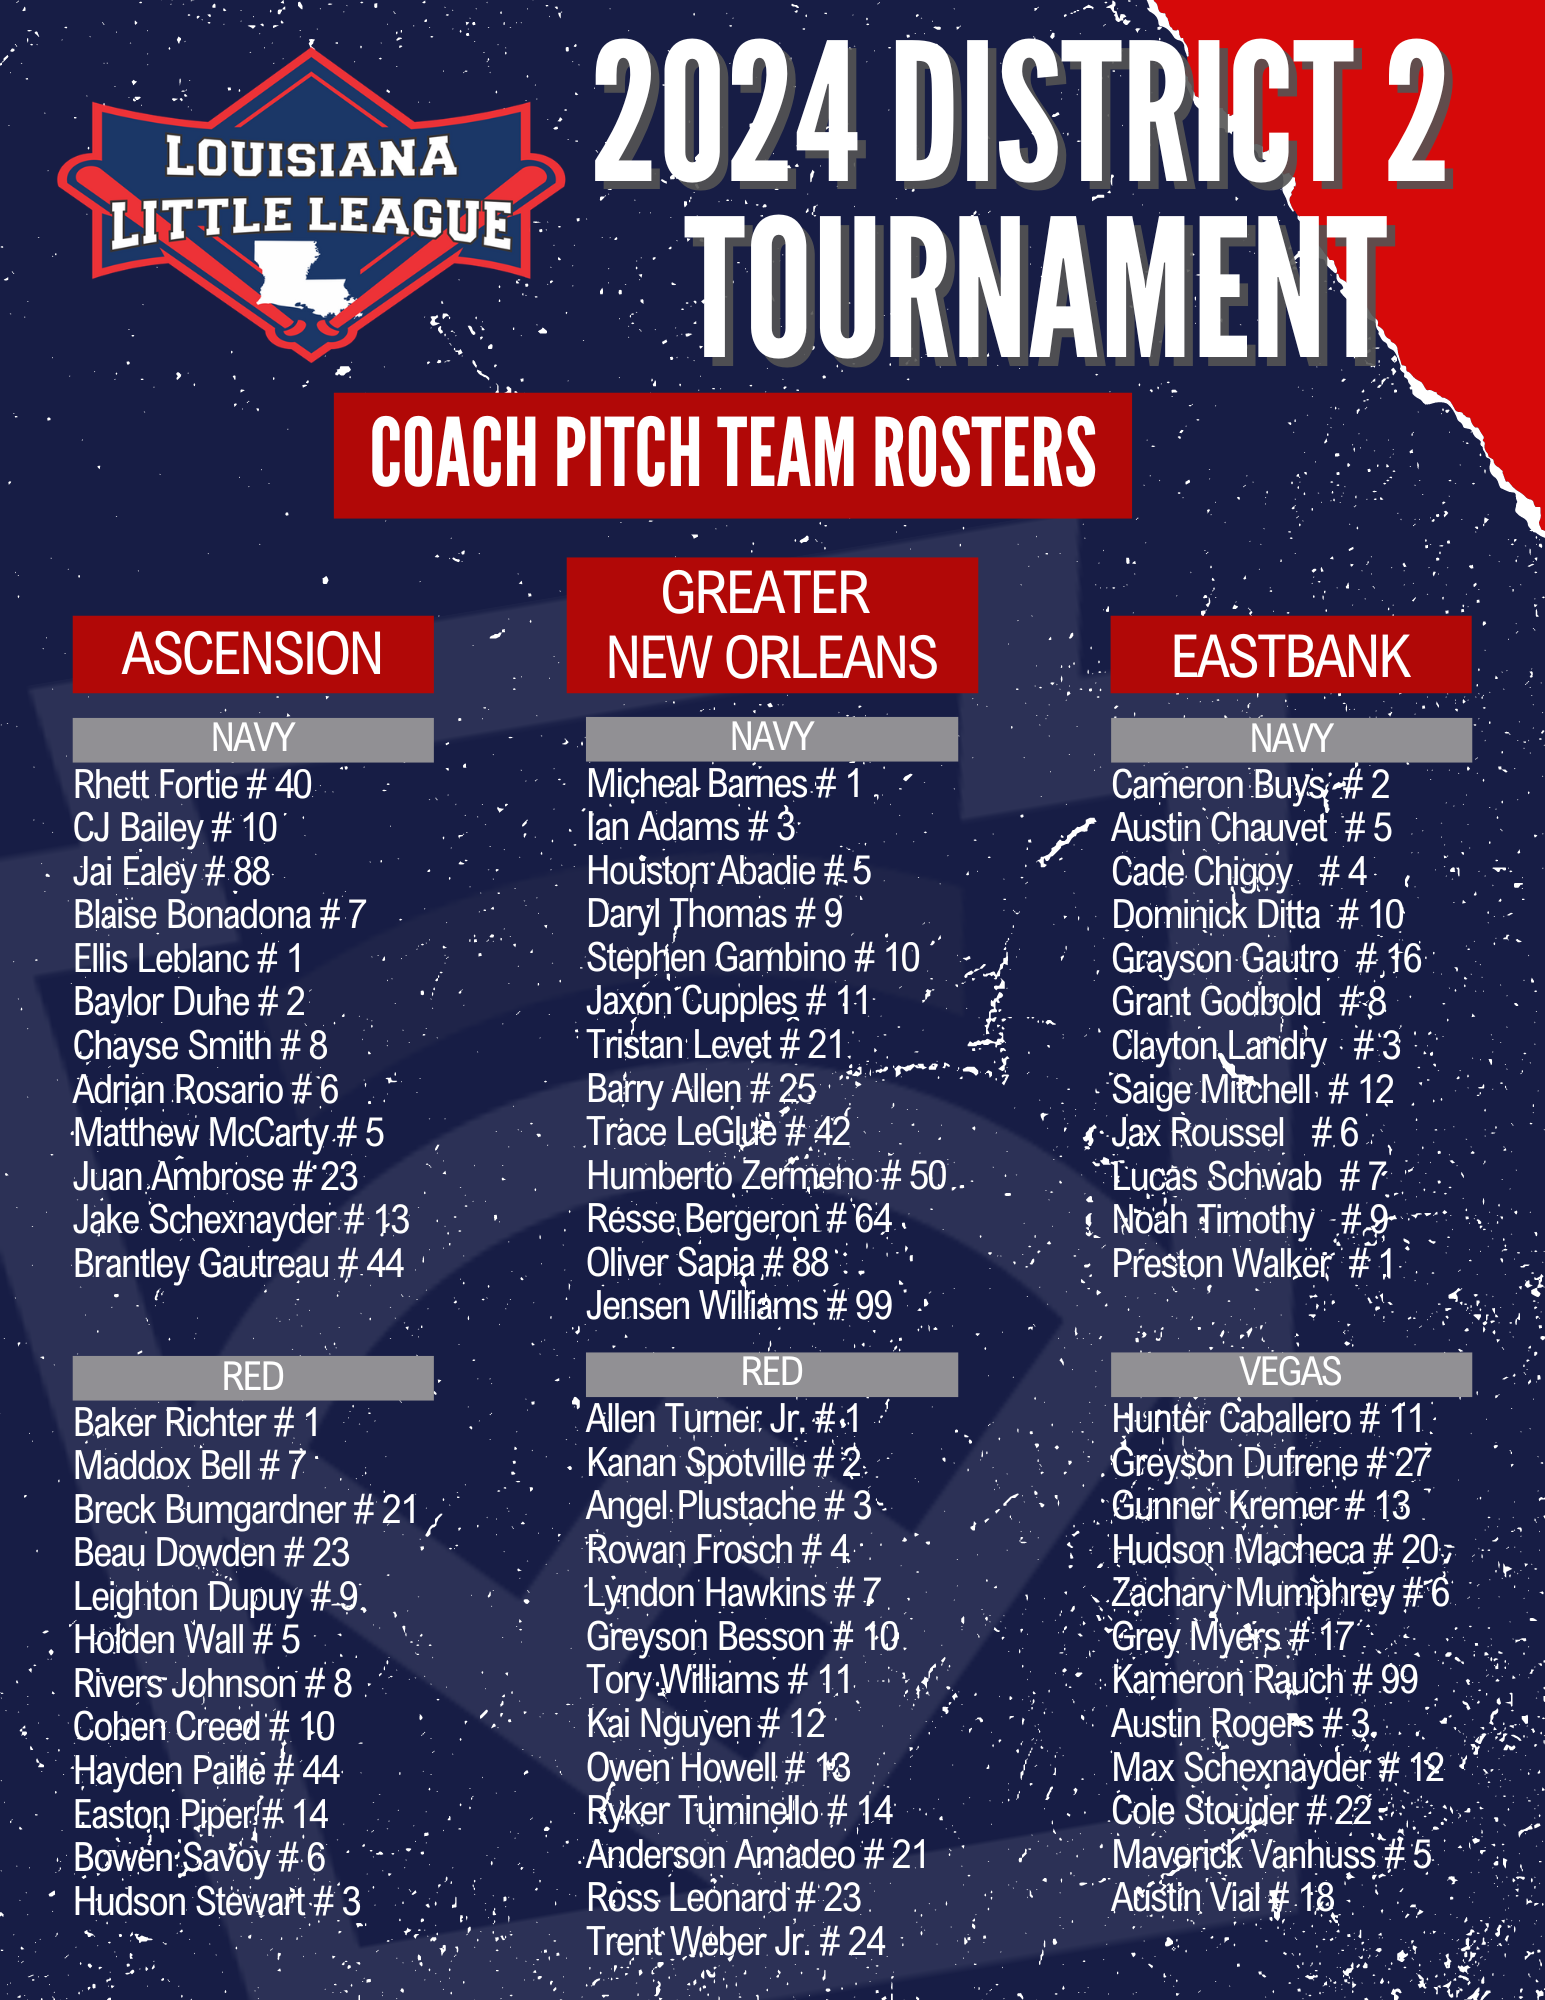 LOUISIANA
LITTLE LEAGUE
2024 DISTRICT 2
TOURNAMENT
COACH PITCH TEAM ROSTERS
ASCENSION
NAVY
Rhett Fortie # 40
CJ Bailey # 10
Jai Ealey # 88
Blaise Bonadona # 7
Ellis Leblanc # 1
Baylor Duhe # 2
Chayse Smith # 8
Adrian Rosario # 6
Matthew McCarty # 5
Juan Ambrose # 23
Jake Schexnayder # 13
Brantley Gautreau # 44
RED
Baker Richter # 1
Maddox Bell # 7
Breck Bumgardner # 21
Beau Dowden # 23
Leighton Dupuy # 9
Holden Wall # 5
Rivers Johnson # 8
Cohen Creed # 10
Hayden Paille # 44
Easton Piper # 14
Bowen Savoy # 6
Hudson Stewart # 3
GREATER
NEW ORLEANS
NAVY
Micheal Barnes # 1
Ian Adams # 3
Houston Abadie # 5
Daryl Thomas # 9
Stephen Gambino # 10
Jaxon Cupples # 11
Tristan Levet # 21
Barry Allen # 25
Trace LeGlue # 42
Humberto Zermeno # 50
Resse Bergeron # 64
Oliver Sapia # 88
Jensen Williams # 99
RED
Allen Turner Jr. # 1
Kanan Spotville # 2
Angel Plustache # 3
Rowan Frosch # 4
Lyndon Hawkins # 7
Greyson Besson # 10
Tory Williams # 11
Kai Nguyen # 12
Owen Howell # 13
Ryker Tuminello # 14
Anderson Amadeo # 21
Ross Leonard # 23
Trent Weber Jr. # 24
EASTBANK
NAVY
Cameron Buys # 2
Austin Chauvet # 5
Cade Chigoy # 4
Dominick Ditta # 10
Grayson Gautro # 16
Grant Godbold # 8
Clayton Landry # 3
Saige Mitchell # 12
Jax Roussel # 6
Lucas Schwab # 7
Noah Timothy # 9
Preston Walker # 1
VEGAS
Hunter Caballero # 11
Greyson Dufrene # 27
Gunner Kremer # 13
Hudson Macheca # 20
Zachary Mumphrey # 6
Grey Myers # 17
Kameron Rauch # 99
Austin Rogers # 3
Max Schexnayder # 12
Cole Stouder # 22
Maverick Vanhuss # 5
Austin Vial # 18